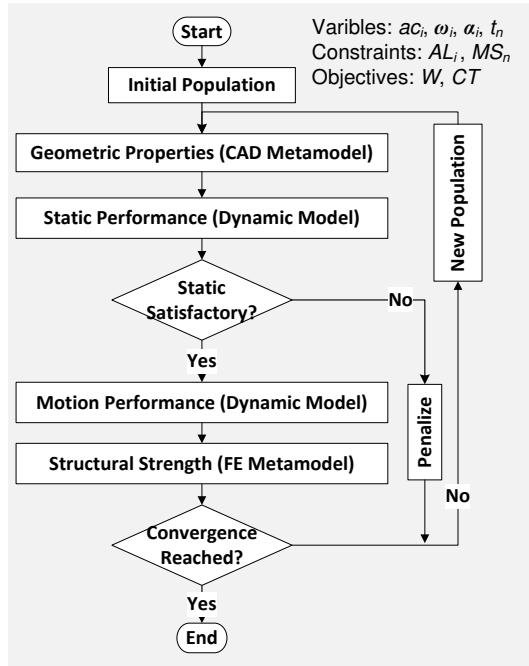 Start
Varibles: ac_i, ω_i, α_i, t_n
Constraints: AL_i, MS_n
Objectives: W, CT
Initial Population
Geometric Properties (CAD Metamodel)
New Population
Static Performance (Dynamic Model)
Static
Satisfactory?
No
Yes
Motion Performance (Dynamic Model)
Penalize
Structural Strength (FE Metamodel)
No
Convergence
Reached?
Yes
End